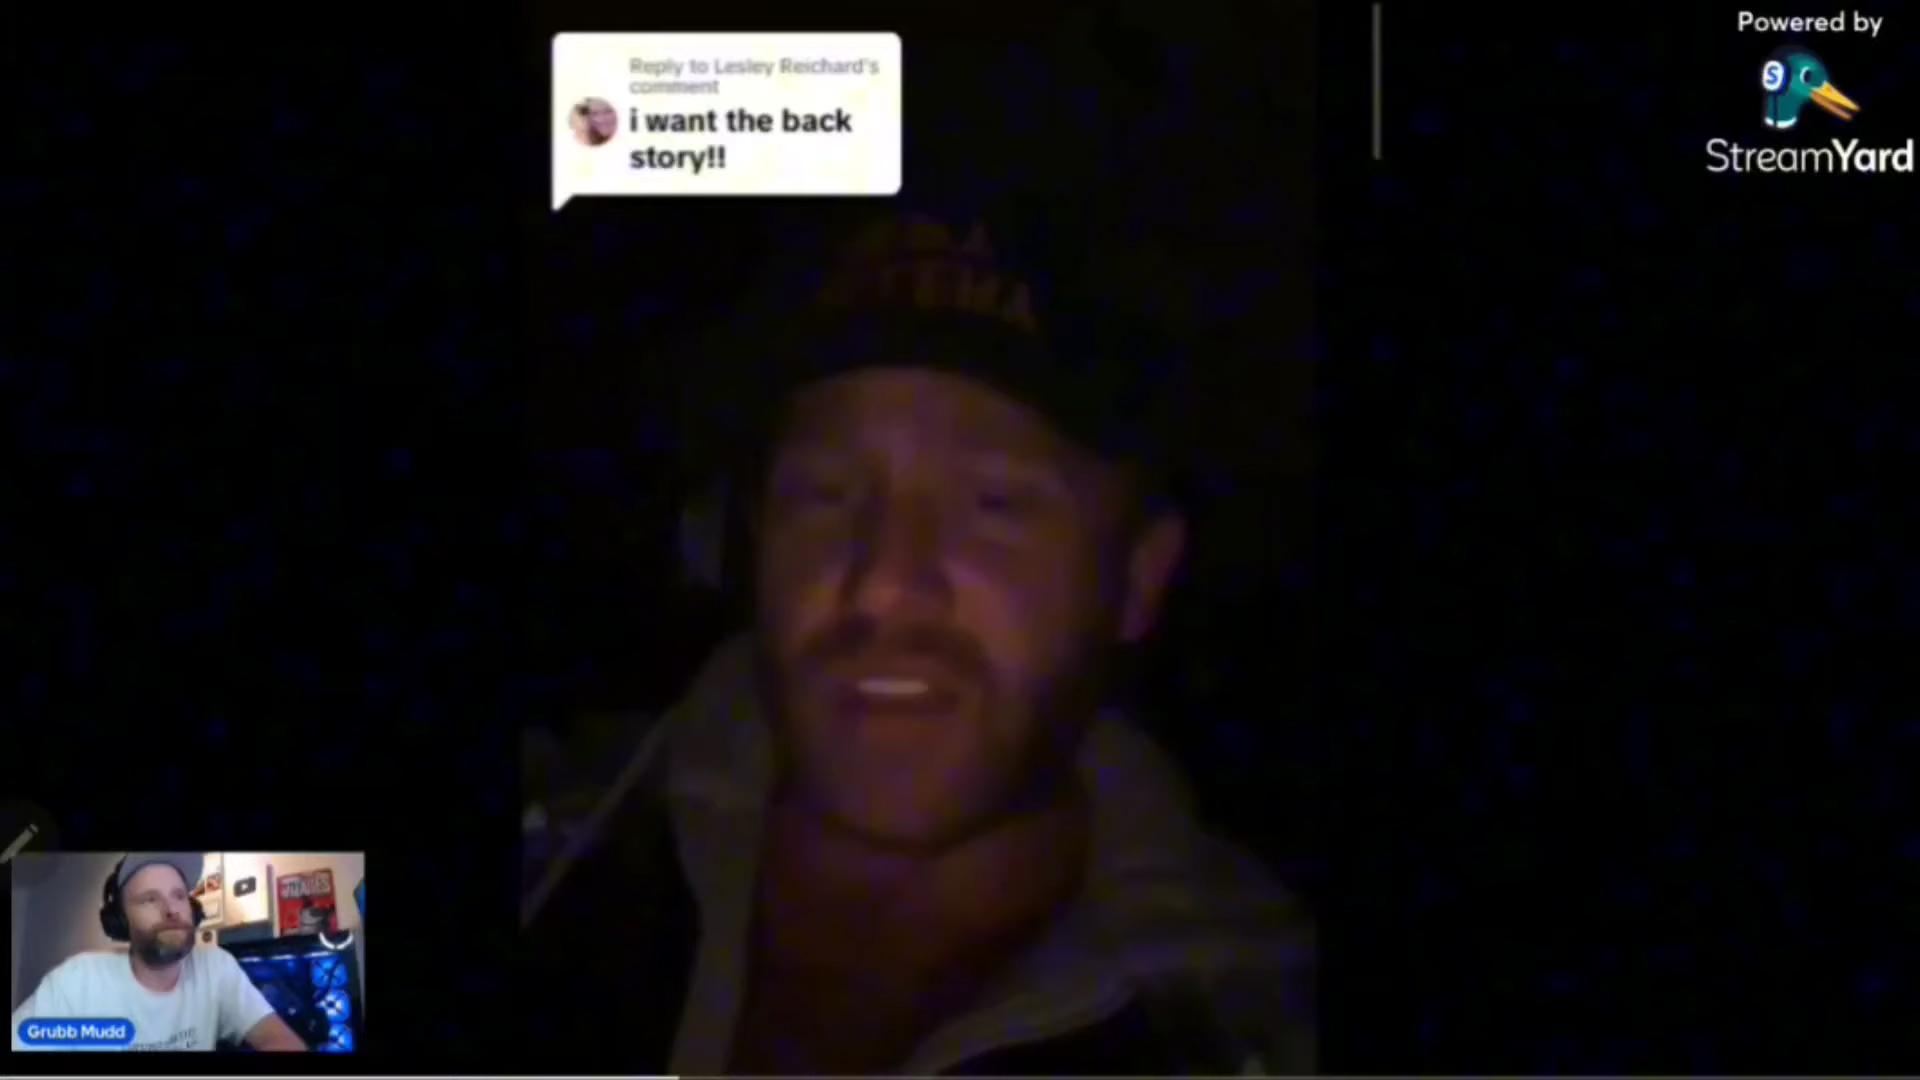 Powered by
StreamYard
Reply to Lesley Reichard's
comment
i want the back
story!!
Grubb Mudd